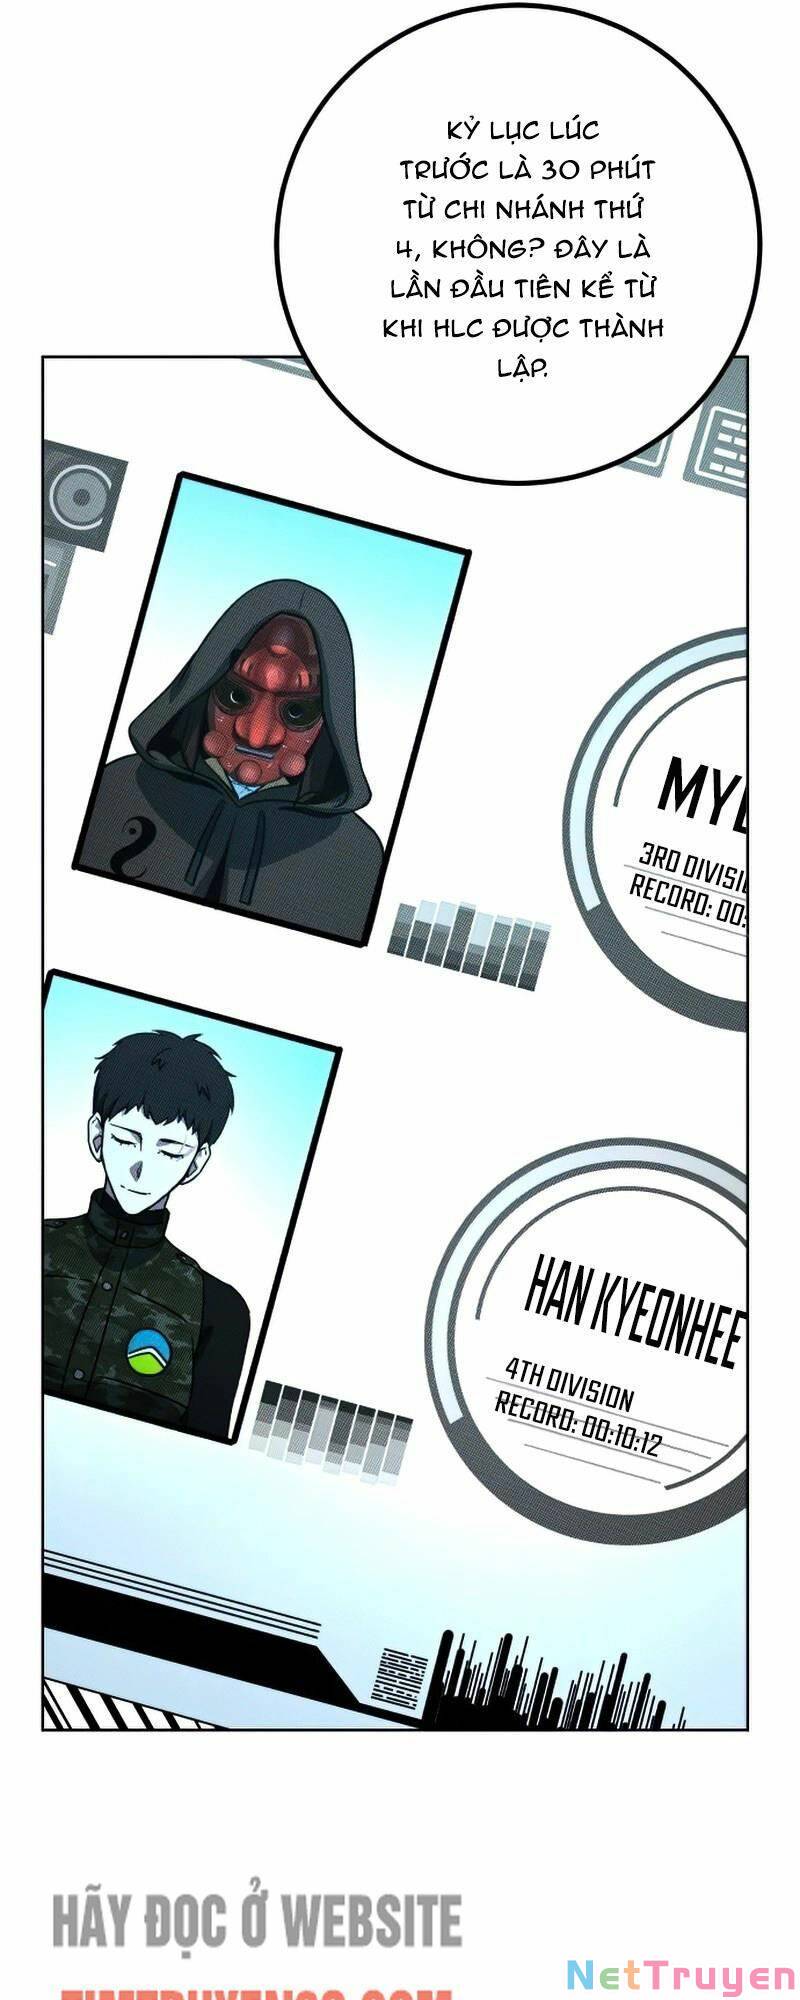 KỶ LỤC LÚC
TRƯỚC LÀ 30 PHÚT
TỪ CHI NHÁNH THỨ
4, KHÔNG? ĐÂY LÀ
LẦN ĐẦU TIÊN KỂ TỪ
KHI HLC ĐƯỢC THÀNH
LẬP.
3RD
RECORD: 00:
HAN KYEONHEE
4TH DIVISION
RECORD: 00:10:12
HÃY ĐỌC Ở WEBSITE
NetTruyen